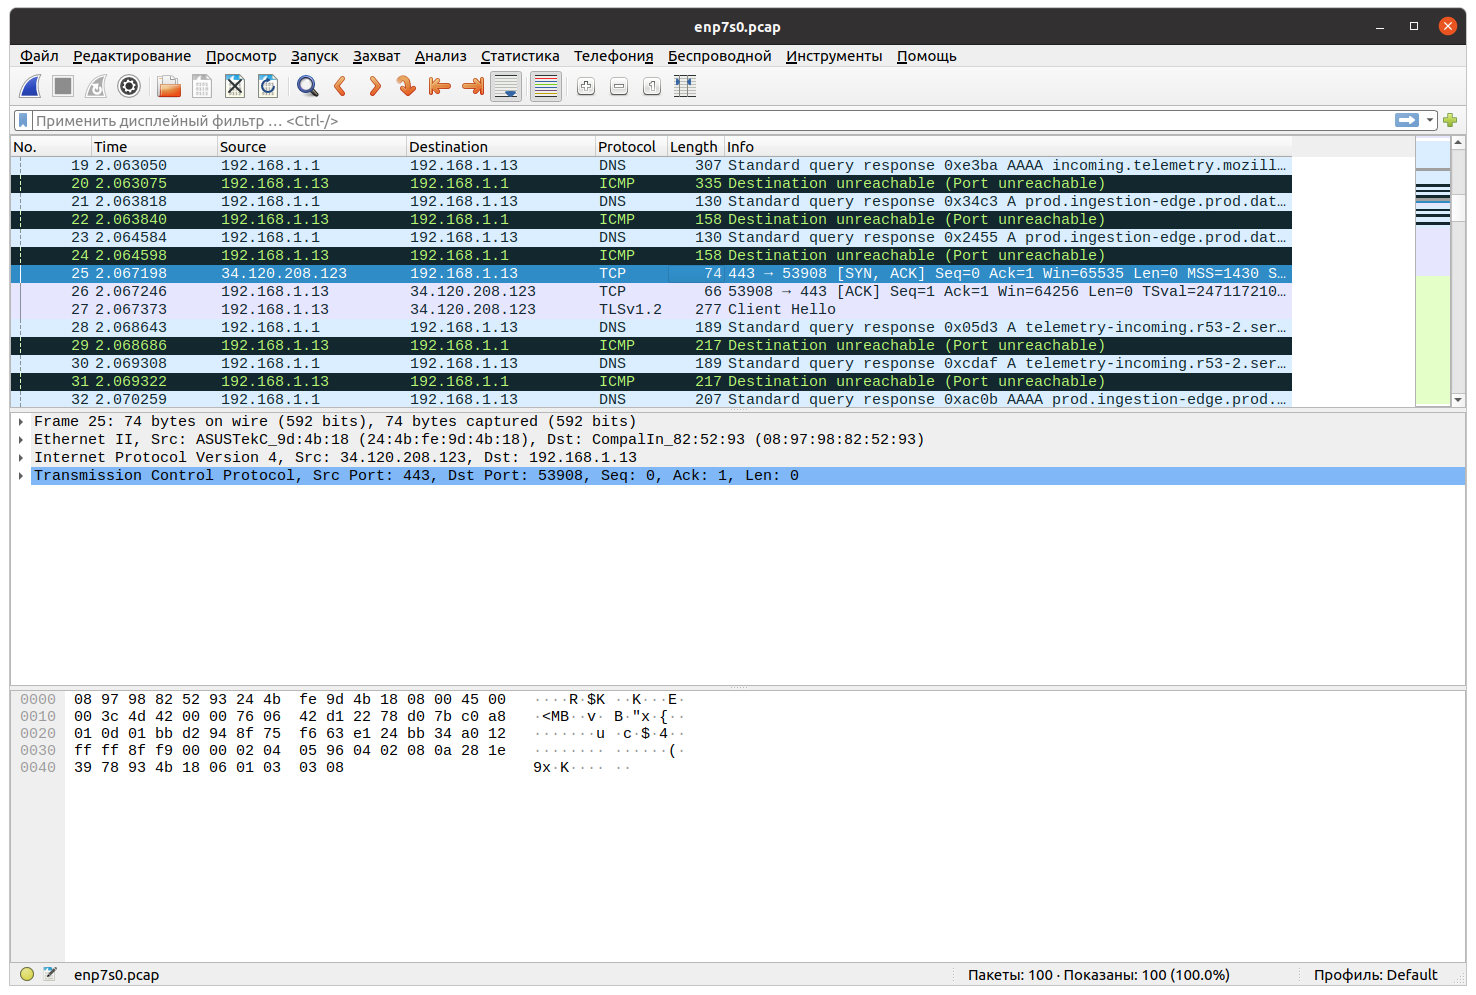 enp7s0.pcap
Файл Редактирование Просмотр Запуск Захват Анализ Статистика Телефония Беспроводной Инструменты Помощь
Применить дисплейный фильтр … <Ctrl-/>
No. Time Source Destination Protocol Length Info
19 2.063050 192.168.1.1 192.168.1.13 DNS 307 Standard query response 0xe3ba AAAA incoming.telemetry.mozill…
20 2.063075 192.168.1.13 192.168.1.1 ICMP 335 Destination unreachable (Port unreachable)
21 2.063818 192.168.1.1 192.168.1.13 DNS 130 Standard query response 0x34c3 A prod.ingestion-edge.prod.dat…
22 2.063840 192.168.1.13 192.168.1.1 ICMP 158 Destination unreachable (Port unreachable)
23 2.064584 192.168.1.1 192.168.1.13 DNS 130 Standard query response 0x2455 A prod.ingestion-edge.prod.dat…
24 2.064598 192.168.1.13 192.168.1.1 ICMP 158 Destination unreachable (Port unreachable)
25 2.067198 34.120.208.123 192.168.1.13 TCP 74 443 → 53908 [SYN, ACK] Seq=0 Ack=1 Win=65535 Len=0 MSS=1430 S…
26 2.067246 192.168.1.13 34.120.208.123 TCP 66 53908 → 443 [ACK] Seq=1 Ack=1 Win=64256 Len=0 TSval=247117210…
27 2.067373 192.168.1.13 34.120.208.123 TLSv1.2 277 Client Hello
28 2.068643 192.168.1.1 192.168.1.13 DNS 189 Standard query response 0x05d3 A telemetry-incoming.r53-2.ser…
29 2.068686 192.168.1.13 192.168.1.1 ICMP 217 Destination unreachable (Port unreachable)
30 2.069308 192.168.1.1 192.168.1.13 DNS 189 Standard query response 0xcdaf A telemetry-incoming.r53-2.ser…
31 2.069322 192.168.1.13 192.168.1.1 ICMP 217 Destination unreachable (Port unreachable)
32 2.070259 192.168.1.1 192.168.1.13 DNS 207 Standard query response 0xac0b AAAA prod.ingestion-edge.prod.…
Frame 25: 74 bytes on wire (592 bits), 74 bytes captured (592 bits)
Ethernet II, Src: ASUSTekC_9d:4b:18 (24:4b:fe:9d:4b:18), Dst: CompalIn_82:52:93 (08:97:98:82:52:93)
Internet Protocol Version 4, Src: 34.120.208.123, Dst: 192.168.1.13
Transmission Control Protocol, Src Port: 443, Dst Port: 53908, Seq: 0, Ack: 1, Len: 0
0000 08 97 98 82 52 93 24 4b fe 9d 4b 18 08 00 45 00 ····R·$K ··K···E·
0010 00 3c 4d 42 00 00 76 06 42 d1 22 78 d0 7b c0 a8 ·<MB··v· B·"x·{··
0020 01 0d 01 bb d2 94 8f 75 f6 63 e1 24 bb 34 a0 12 ·······u ·c·$·4··
0030 ff ff 8f f9 00 00 02 04 05 96 04 02 08 0a 28 1e ········ ······(·
0040 39 78 93 4b 18 06 01 03 03 08 9x·K···· ··
enp7s0.pcap Пакеты: 100 · Показаны: 100 (100.0%) Профиль: Default